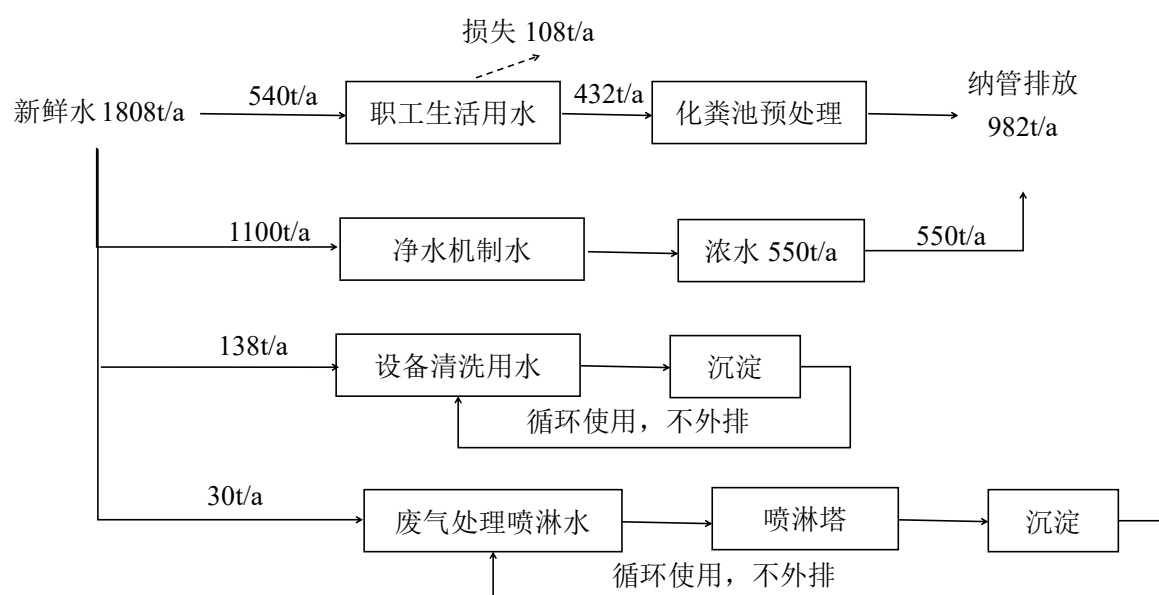 损失 108t/a
新鲜水 1808t/a
540t/a
职工生活用水
432t/a
化粪池预处理
纳管排放
982t/a
1100t/a
净水机制水
浓水 550t/a
550t/a
138t/a
设备清洗用水
沉淀
循环使用，不外排
30t/a
废气处理喷淋水
喷淋塔
沉淀
循环使用，不外排